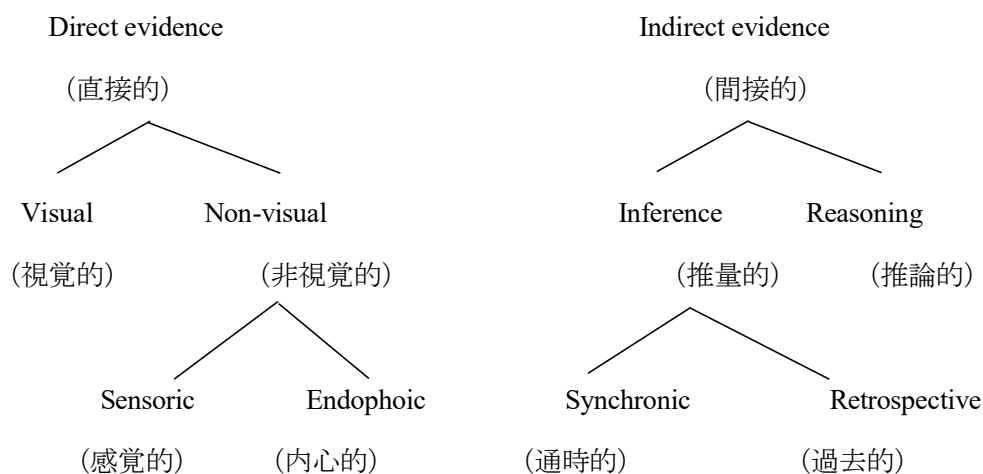 Direct evidence Indirect evidence
(直接的) (間接的)
Visual Non-visual Inference Reasoning
(視覚的) (非視覚的) (推量的) (推論的)
Sensoric Endophoic Synchronic Retrospective
(感覚的) (内心的) (通時的) (過去的)